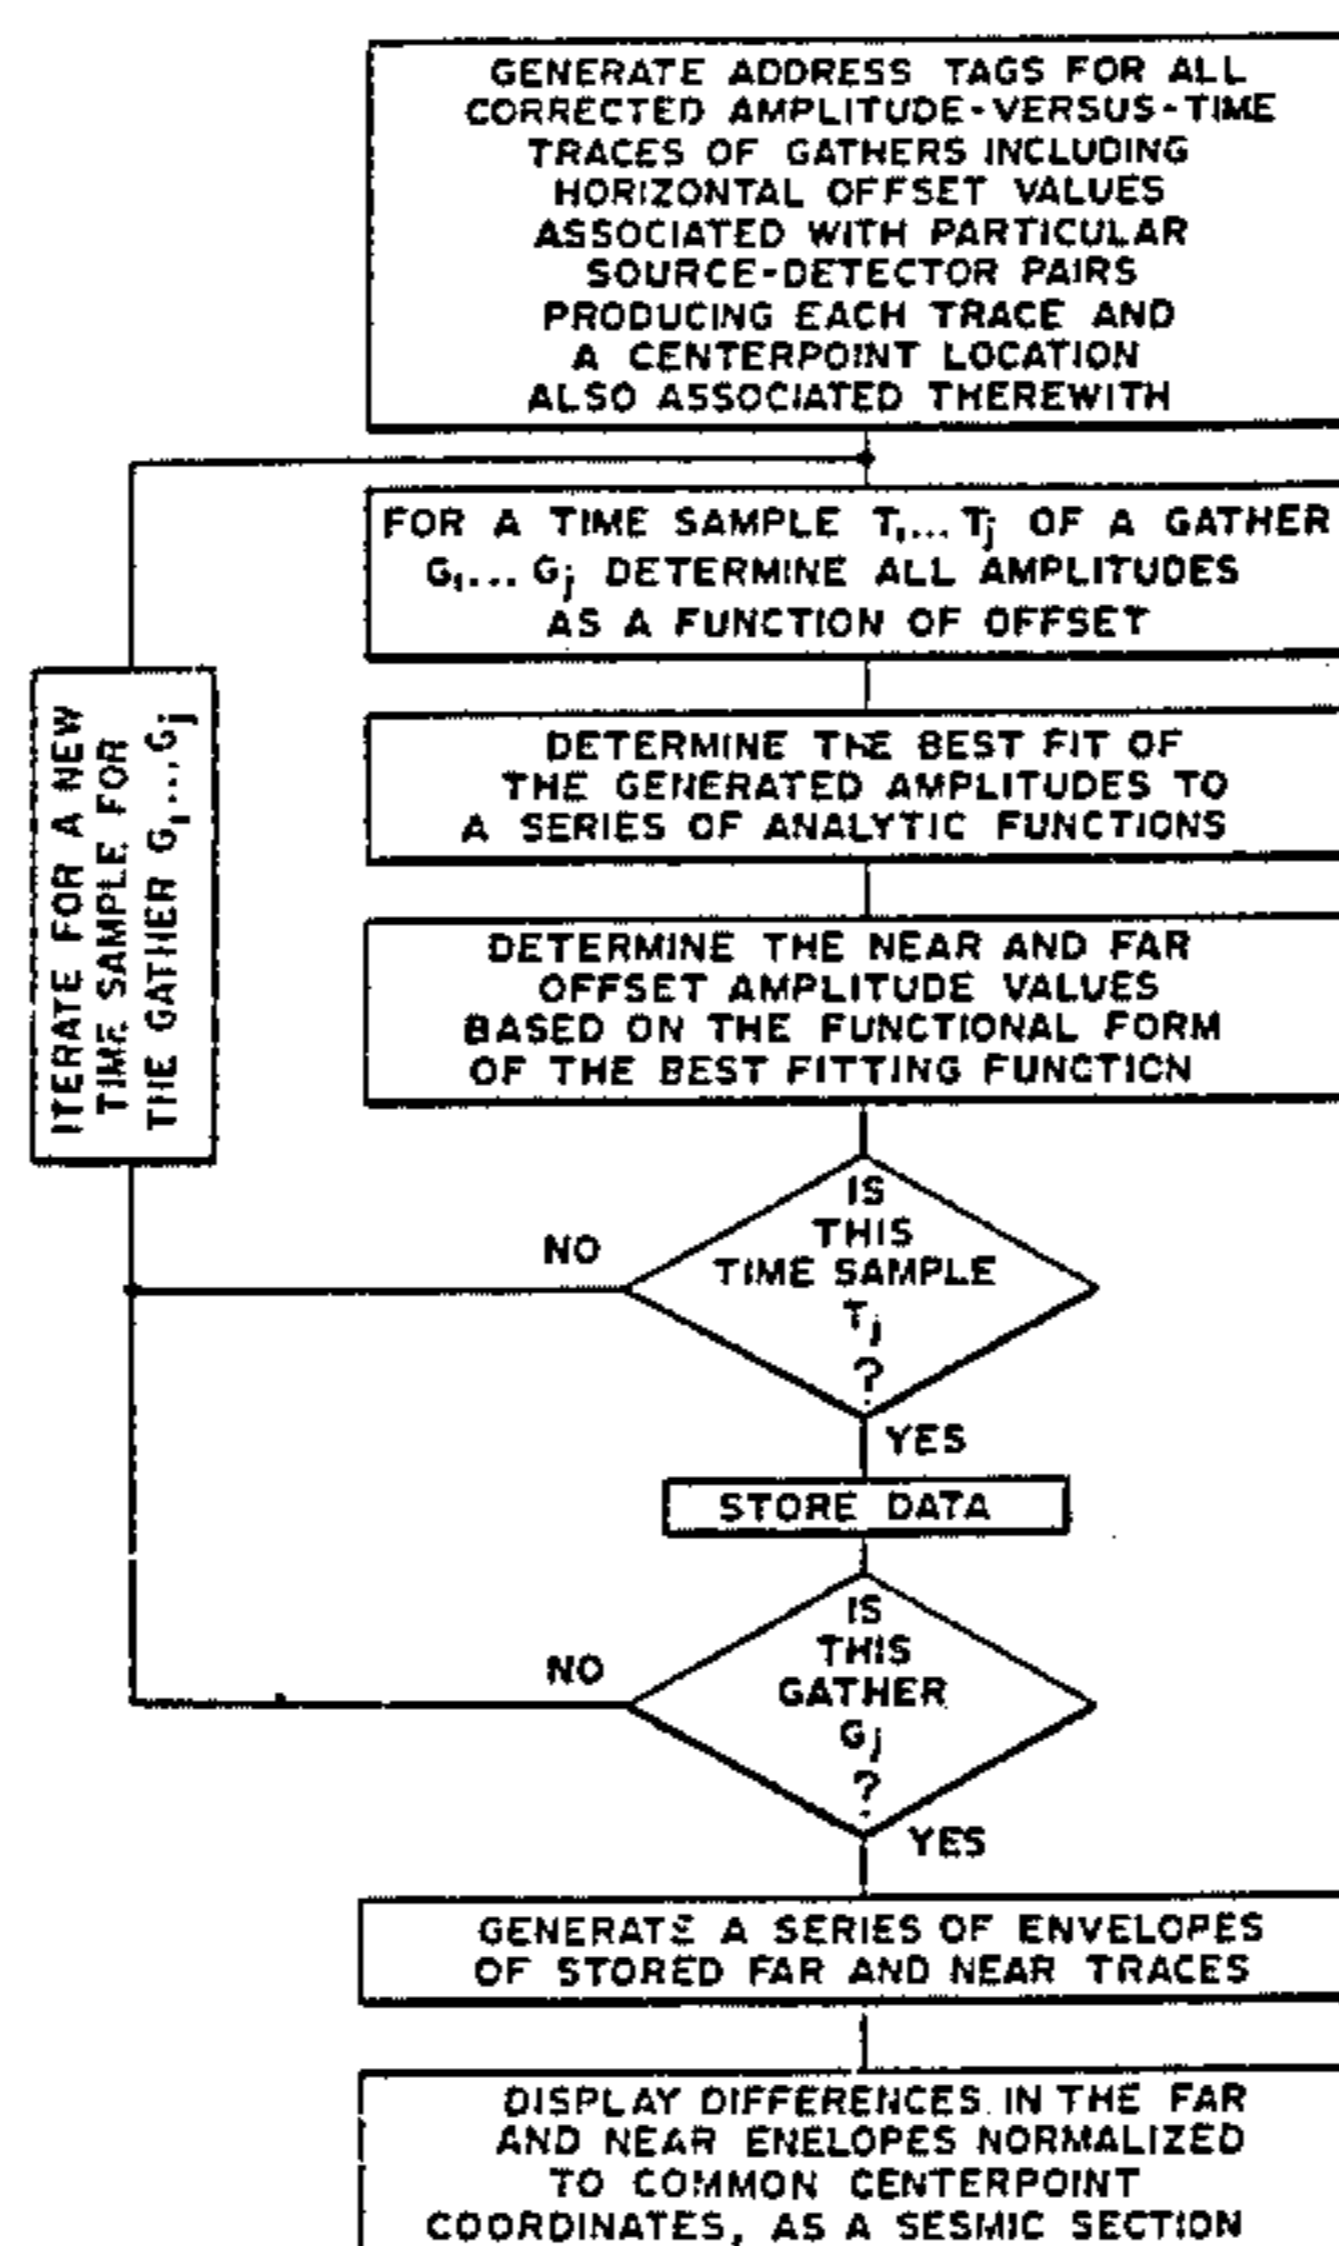 GENERATE ADDRESS TAGS FOR ALL
CORRECTED AMPLITUDE-VERSUS-TIME
TRACES OF GATHERS INCLUDING
HORIZONTAL OFFSET VALUES
ASSOCIATED WITH PARTICULAR
SOURCE-DETECTOR PAIRS
PRODUCING EACH TRACE AND
A CENTERPOINT LOCATION
ALSO ASSOCIATED THEREWITH
FOR A TIME SAMPLE T₁... Tⱼ OF A GATHER
G₁... Gⱼ DETERMINE ALL AMPLITUDES
AS A FUNCTION OF OFFSET
ITERATE FOR A NEW
TIME SAMPLE FOR
THE GATHER G₁...Gⱼ
DETERMINE THE BEST FIT OF
THE GENERATED AMPLITUDES TO
A SERIES OF ANALYTIC FUNCTIONS
DETERMINE THE NEAR AND FAR
OFFSET AMPLITUDE VALUES
BASED ON THE FUNCTIONAL FORM
OF THE BEST FITTING FUNCTION
IS
THIS
TIME SAMPLE
Tⱼ
?
NO
YES
STORE DATA
IS
THIS
GATHER
Gⱼ
?
NO
YES
GENERATE A SERIES OF ENVELOPES
OF STORED FAR AND NEAR TRACES
DISPLAY DIFFERENCES IN THE FAR
AND NEAR ENELOPES NORMALIZED
TO COMMON CENTERPOINT
COORDINATES, AS A SESMIC SECTION